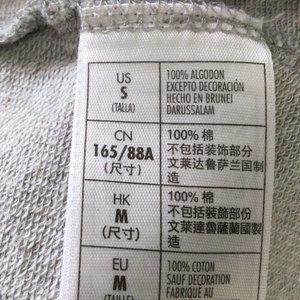 US
S
(TALLA)
100% ALGODON
EXCEPTO DECORACIÓN
HECHO EN BRUNEI
DARUSSALAM
CN
165/88A
(尺寸)
100% 棉
不包括装饰部分
文莱达鲁萨兰国制
造
HK
M
(尺寸)
100% 棉
不包括裝飾部份
文萊達魯薩蘭國製
造
EU
M
(TAILLE)
100% COTON
SAUF DECORATION
FABRIQUÉ AU